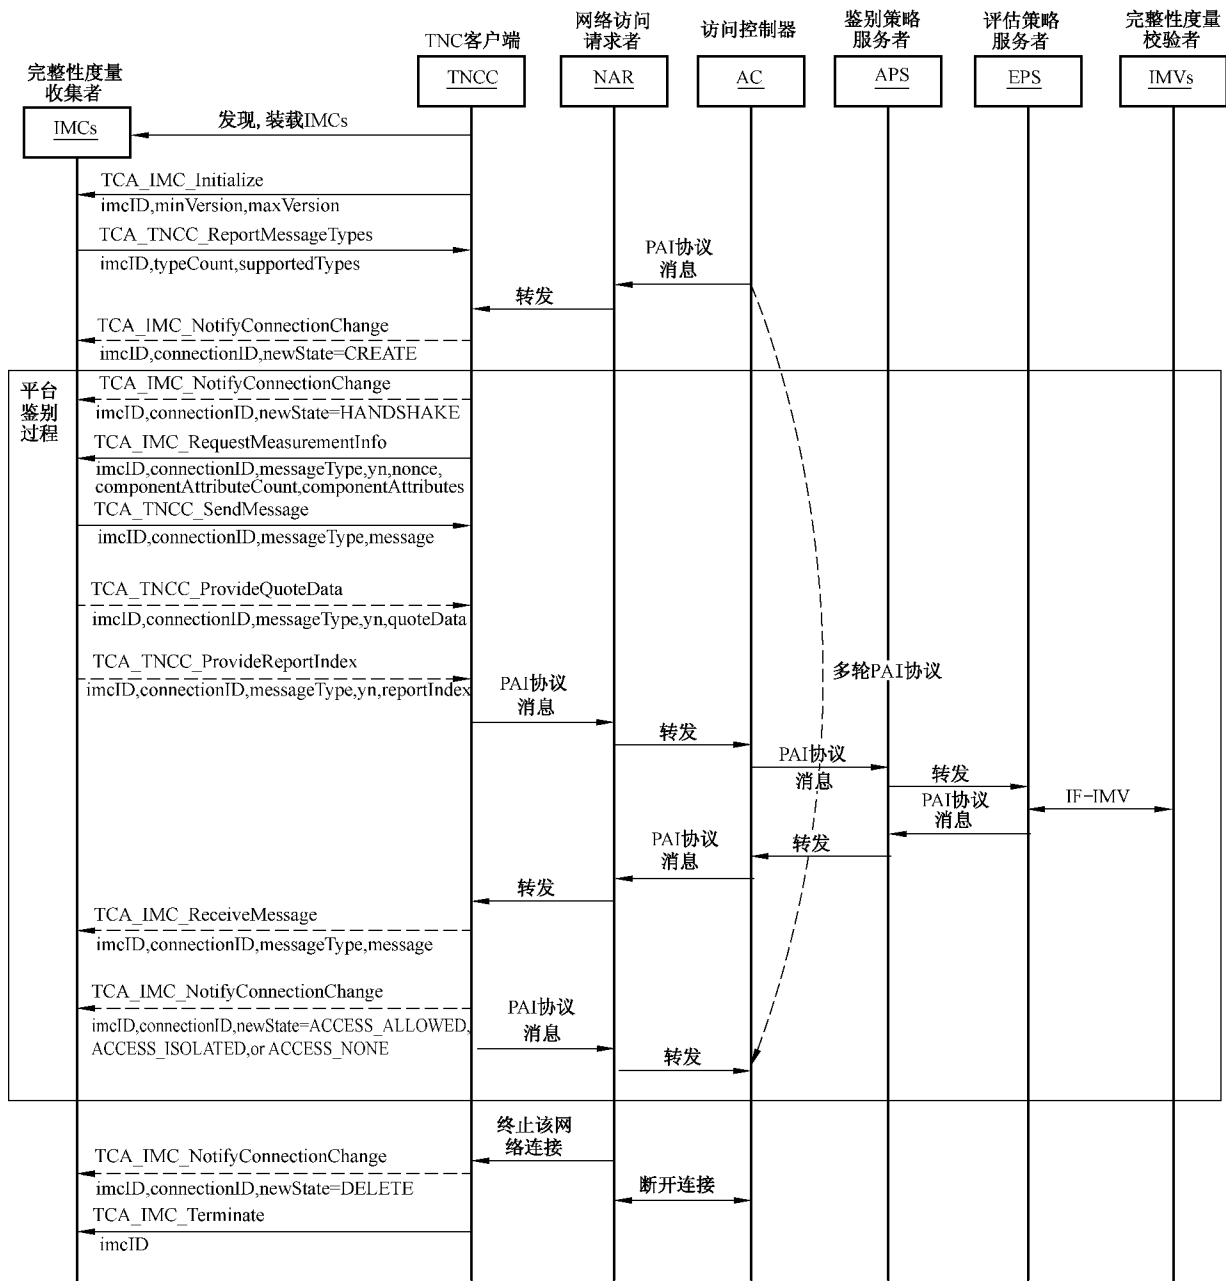 网络访问
请求者
鉴别策略
服务者
评估策略
服务者
完整性度量
校验者
TNC客户端
访问控制器
完整性度量
收集者
TNCC
NAR
AC
APS
EPS
IMVs
IMCs
发现,装载IMCs
TCA_IMC_Initialize
imcID,minVersion,maxVersion
TCA_TNCC_ReportMessageTypes
imcID,typeCount,supportedTypes
PAI协议
消息
转发
TCA_IMC_NotifyConnectionChange
imcID,connectionID,newState=CREATE
平台
鉴别
过程
TCA_IMC_NotifyConnectionChange
imcID,connectionID,newState=HANDSHAKE
TCA_IMC_RequestMeasurementInfo
imcID,connectionID,messageType,yn,nonce,
componentAttributeCount,componentAttributes
TCA_TNCC_SendMessage
imcID,connectionID,messageType,message
TCA_TNCC_ProvideQuoteData
imcID,connectionID,messageType,yn,quoteData
TCA_TNCC_ProvideReportIndex
imcID,connectionID,messageType,yn,reportIndex
多轮PAI协议
PAI协议
消息
转发
PAI协议
消息
转发
IF-IMV
PAI协议
消息
转发
PAI协议
消息
转发
TCA_IMC_ReceiveMessage
imcID,connectionID,messageType,message
TCA_IMC_NotifyConnectionChange
imcID,connectionID,newState=ACCESS_ALLOWED,
ACCESS_ISOLATED,or ACCESS_NONE
PAI协议
消息
转发
终止该网
络连接
TCA_IMC_NotifyConnectionChange
imcID,connectionID,newState=DELETE
断开连接
TCA_IMC_Terminate
imcID